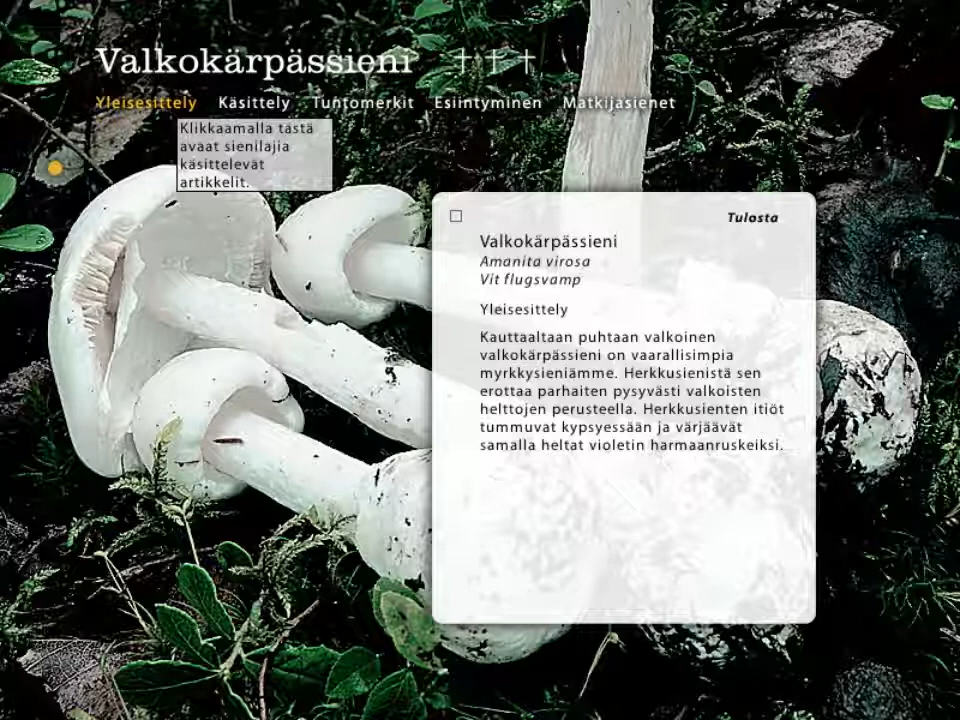 Valkokärpässieni †††
Yleisesittely Käsittely Tuntomerkit Esiintyminen Matkijasienet
Klikkaamalla tästä
avaat sienilajia
käsittelevät
artikkelit.
Tulosta
Valkokärpässieni
Amanita virosa
Vit flugsvamp
Yleisesittely
Kauttaaltaan puhtaan valkoinen
valkokärpässieni on vaarallisimpia
myrkkysieniämme. Herkkusienistä sen
erottaa parhaiten pysyvästi valkoisten
helttojen perusteella. Herkkusienten itiöt
tummuvat kypsyessään ja värjäävät
samalla heltat violetin harmaanruskeiksi.